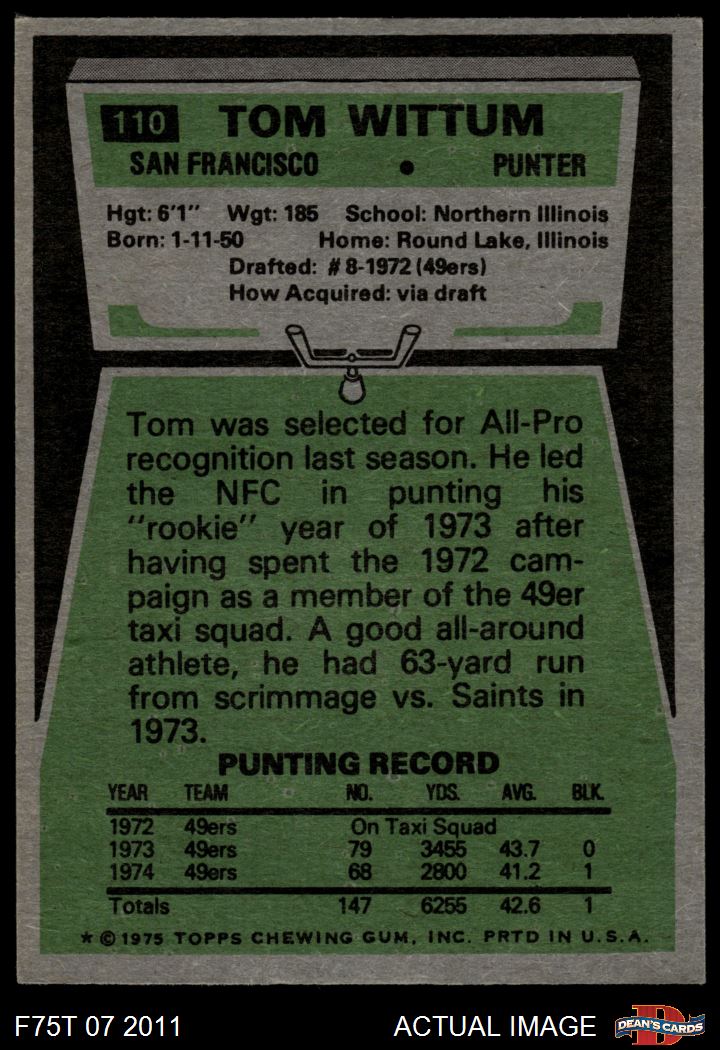 110 TOM WITTUM
SAN FRANCISCO • PUNTER
Hgt: 6'1" Wgt: 185 School: Northern Illinois
Born: 1-11-50 Home: Round Lake, Illinois
Drafted: #8-1972 (49ers)
How Acquired: via draft
Tom was selected for All-Pro
recognition last season. He led
the NFC in punting his
"rookie" year of 1973 after
having spent the 1972 cam-
paign as a member of the 49er
taxi squad. A good all-around
athlete, he had 63-yard run
from scrimmage vs. Saints in
1973.
PUNTING RECORD
YEAR TEAM NO. YDS. AVG. BLK.
1972 49ers On Taxi Squad
1973 49ers 79 3455 43.7 0
1974 49ers 68 2800 41.2 1
Totals 147 6255 42.6 1
* © 1975 TOPPS CHEWING GUM, INC. PRTD IN U.S.A.
F75T 07 2011 ACTUAL IMAGE DEAN'S CARDS